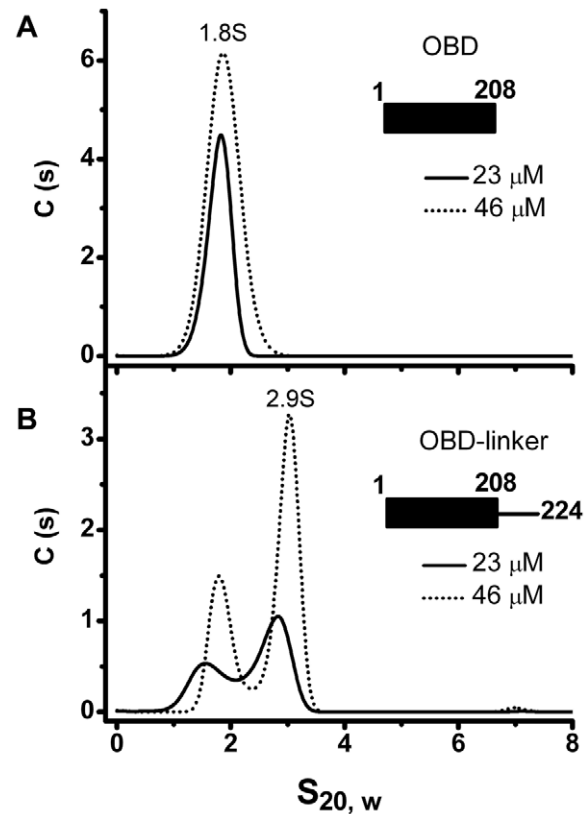 A
1.8S
OBD
1 208
23 μM
46 μM
C (s)
6
4
2
0
B
2.9S
OBD-linker
1 208
224
23 μM
46 μM
C (s)
3
2
1
0
0 2 4 6 8
S20, w